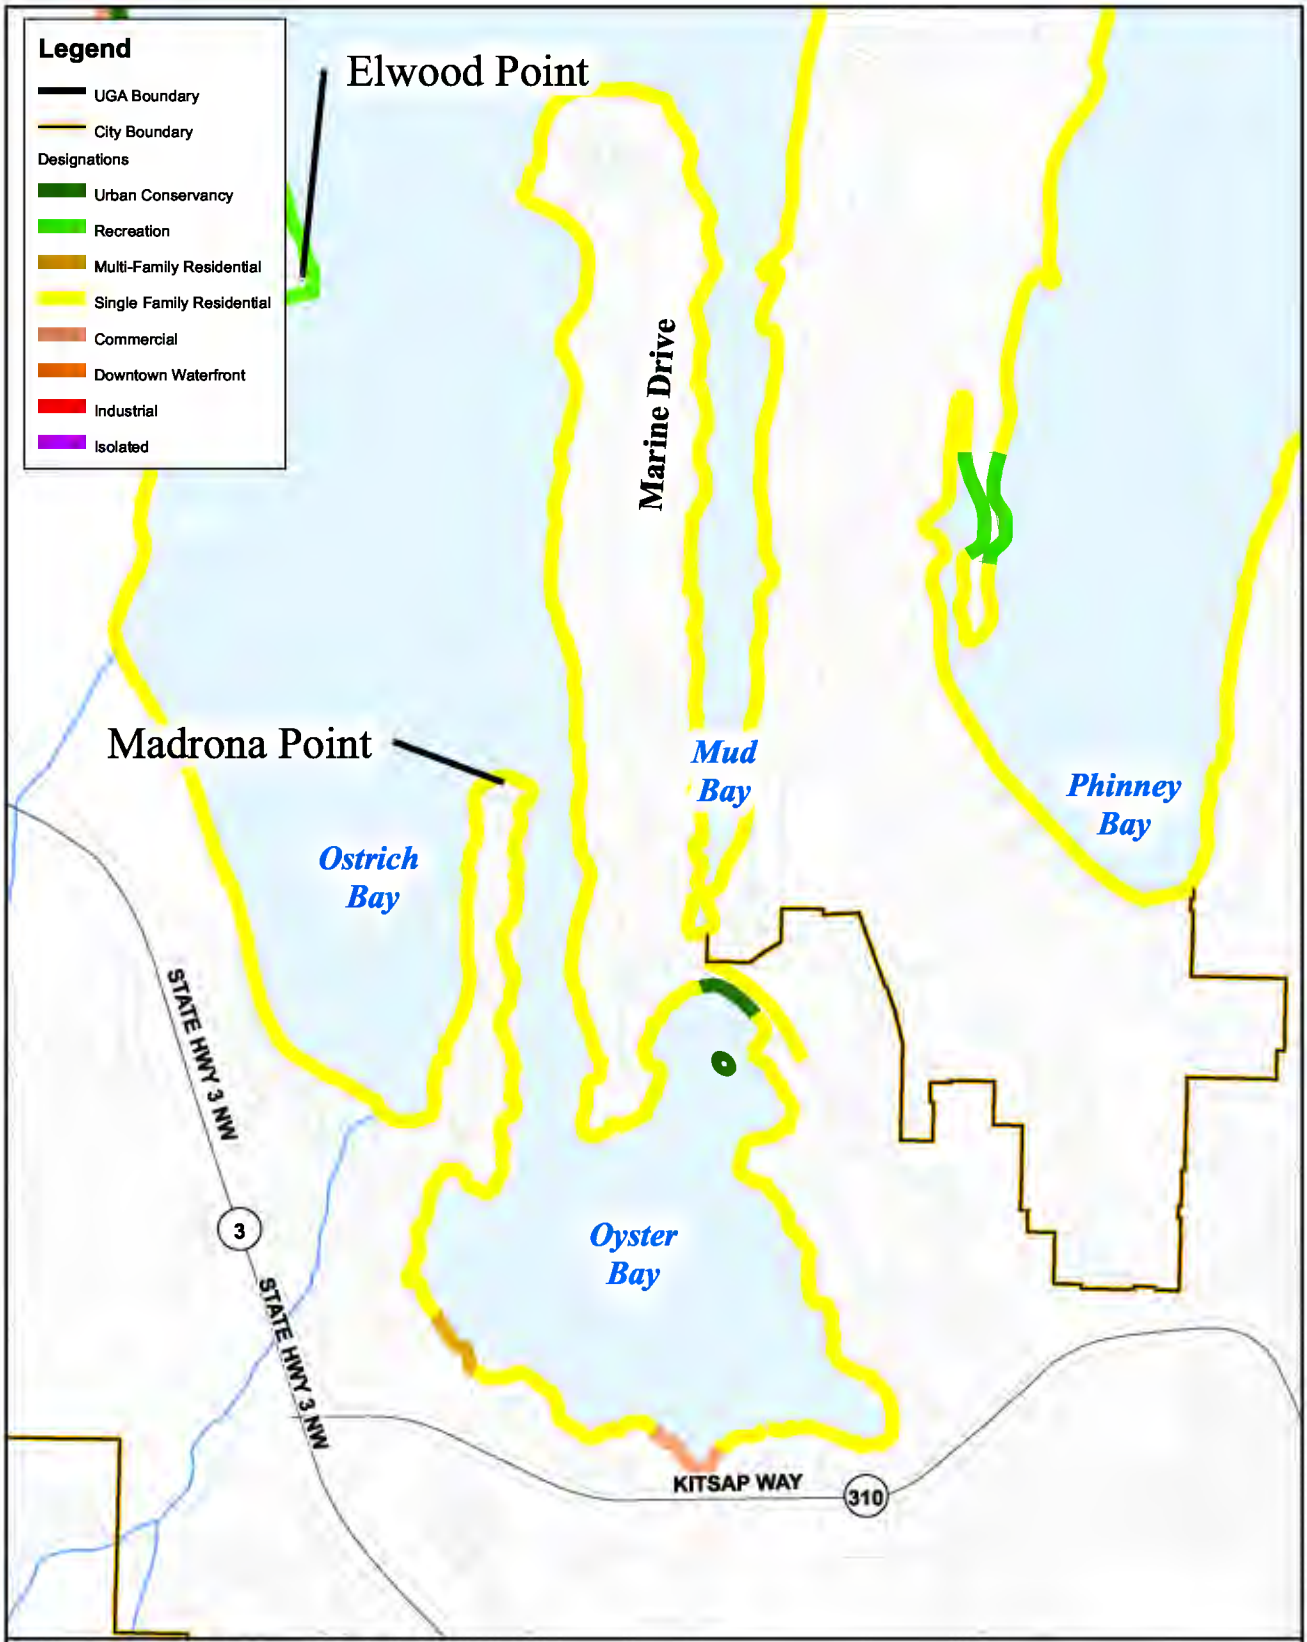 Legend
UGA Boundary
City Boundary
Designations
Urban Conservancy
Recreation
Multi-Family Residential
Single Family Residential
Commercial
Downtown Waterfront
Industrial
Isolated
Elwood Point
Marine Drive
Madrona Point
Mud
Bay
Phinney
Bay
Ostrich
Bay
STATE HWY 3 NW
3
Oyster
Bay
STATE HWY 3 NW
KITSAP WAY
310